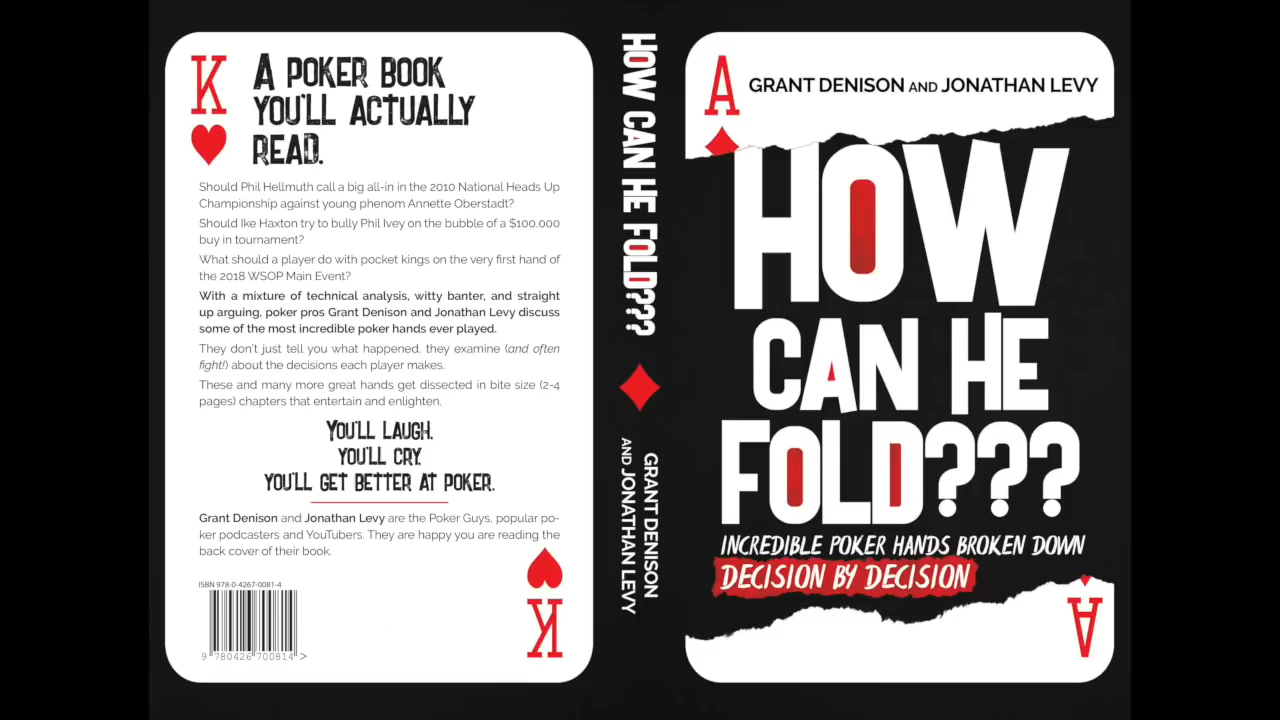 K
A POKER BOOK
YOU'LL ACTUALLY
READ.
Should Phil Hellmuth call a big all-in in the 2010 National Heads Up
Championship against young phenom Annette Oberstadt?
Should Ike Haxton try to bully Phil Ivey on the bubble of a $100.000
buy in tournament?
What should a player do with pocket kings on the very first hand of
the 2018 WSOP Main Event?
With a mixture of technical analysis, witty banter, and straight
up arguing, poker pros Grant Denison and Jonathan Levy discuss
some of the most incredible poker hands ever played.
They don't just tell you what happened, they examine (and often
fight!) about the decisions each player makes.
These and many more great hands get dissected in bite size (2-4
pages) chapters that entertain and enlighten.
YOU'LL LAUGH.
YOU'LL CRY.
YOU'LL GET BETTER AT POKER.
Grant Denison and Jonathan Levy are the Poker Guys, popular po-
ker podcasters and YouTubers. They are happy you are reading the
back cover of their book.
ISBN 978-0-4267-0081-4
9 780426 700814 >
K
HOW CAN HE FOLD???
GRANT DENISON
AND JONATHAN LEVY
A
GRANT DENISON AND JONATHAN LEVY
HOW
CAN HE
FOLD???
INCREDIBLE POKER HANDS BROKEN DOWN
DECISION BY DECISION
A